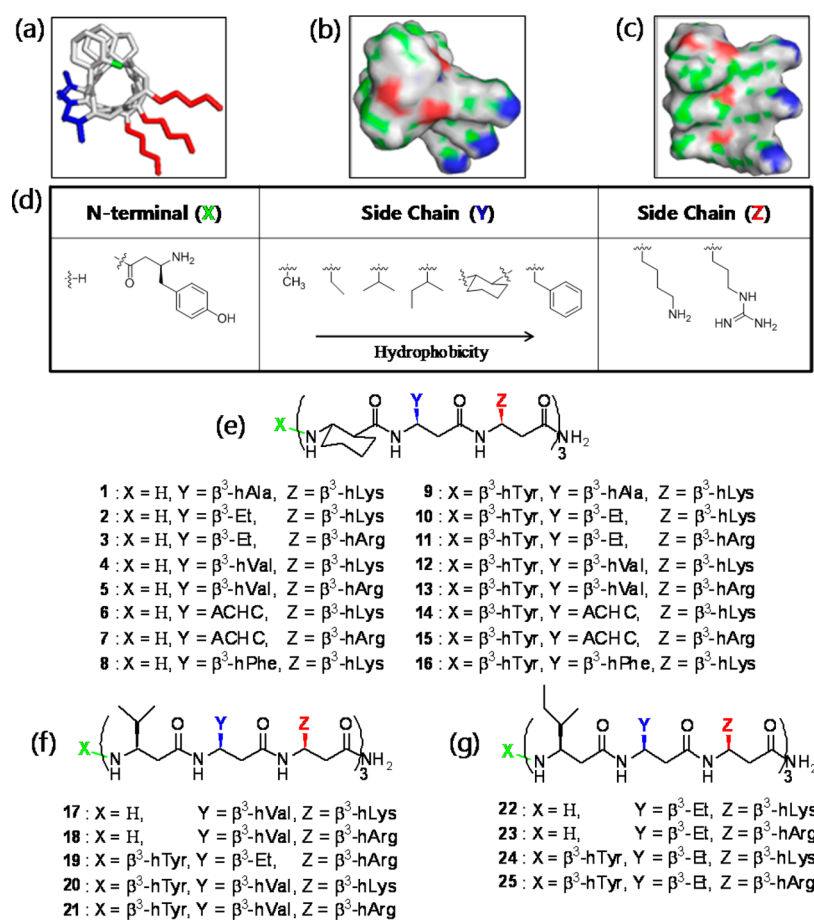 (a) (b) (c)
(d)
N-terminal (X) Side Chain (Y) Side Chain (Z)
H O NH₂ OH
CH₃
Hydrophobicity
NH₂ NH HN NH₂
(e)
X N H O N H Y O N H Z O 3 NH₂
1 : X = H, Y = β³-hAla, Z = β³-hLys
2 : X = H, Y = β³-Et, Z = β³-hLys
3 : X = H, Y = β³-Et, Z = β³-hArg
4 : X = H, Y = β³-hVal, Z = β³-hLys
5 : X = H, Y = β³-hVal, Z = β³-hArg
6 : X = H, Y = ACHC, Z = β³-hLys
7 : X = H, Y = ACHC, Z = β³-hArg
8 : X = H, Y = β³-hPhe, Z = β³-hLys
9 : X = β³-hTyr, Y = β³-hAla, Z = β³-hLys
10 : X = β³-hTyr, Y = β³-Et, Z = β³-hLys
11 : X = β³-hTyr, Y = β³-Et, Z = β³-hArg
12 : X = β³-hTyr, Y = β³-hVal, Z = β³-hLys
13 : X = β³-hTyr, Y = β³-hVal, Z = β³-hArg
14 : X = β³-hTyr, Y = ACHC, Z = β³-hLys
15 : X = β³-hTyr, Y = ACHC, Z = β³-hArg
16 : X = β³-hTyr, Y = β³-hPhe, Z = β³-hLys
(f)
X N H O N H Y O N H Z O 3 NH₂
17 : X = H, Y = β³-hVal, Z = β³-hLys
18 : X = H, Y = β³-hVal, Z = β³-hArg
19 : X = β³-hTyr, Y = β³-Et, Z = β³-hArg
20 : X = β³-hTyr, Y = β³-hVal, Z = β³-hLys
21 : X = β³-hTyr, Y = β³-hVal, Z = β³-hArg
(g)
X N H O N H Y O N H Z O 3 NH₂
22 : X = H, Y = β³-Et, Z = β³-hLys
23 : X = H, Y = β³-Et, Z = β³-hArg
24 : X = β³-hTyr, Y = β³-Et, Z = β³-hLys
25 : X = β³-hTyr, Y = β³-Et, Z = β³-hArg